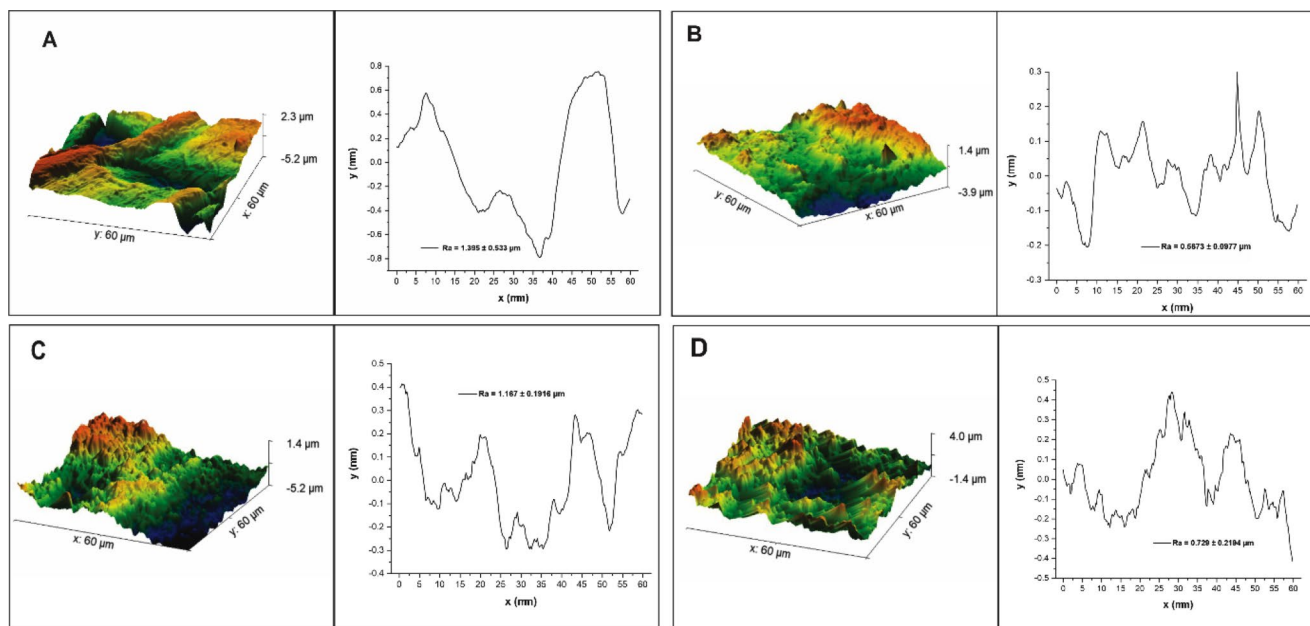 A
2.3 µm
-5.2 µm
x: 60 µm
y: 60 µm
0.8
0.6
0.4
0.2
0.0
-0.2
-0.4
-0.6
-0.8
y (nm)
Ra = 1.395 ± 0.533 µm
0 5 10 15 20 25 30 35 40 45 50 55 60
x (mm)
B
1.4 µm
-3.9 µm
y: 60 µm
x: 60 µm
0.3
0.2
0.1
0.0
-0.1
-0.2
-0.3
y (nm)
Ra = 0.6673 ± 0.0977 µm
0 5 10 15 20 25 30 35 40 45 50 55 60
x (mm)
C
1.4 µm
-5.2 µm
x: 60 µm
y: 60 µm
0.5
0.4
0.3
0.2
0.1
0.0
-0.1
-0.2
-0.3
-0.4
y (nm)
Ra = 1.167 ± 0.1916 µm
0 5 10 15 20 25 30 35 40 45 50 55 60
x (mm)
D
4.0 µm
-1.4 µm
x: 60 µm
y: 60 µm
0.5
0.4
0.3
0.2
0.1
0.0
-0.1
-0.2
-0.3
-0.4
-0.5
y (nm)
Ra = 0.729 ± 0.2194 µm
0 5 10 15 20 25 30 35 40 45 50 55 60
x (mm)